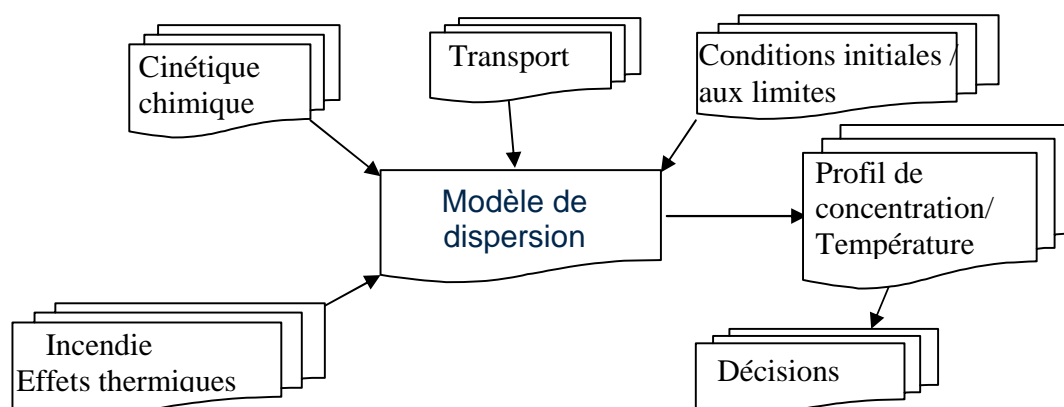 Cinétique
chimique
Transport
Conditions initiales /
aux limites
Profil de
concentration/
Température
Modèle de
dispersion
Incendie
Effets thermiques
Décisions